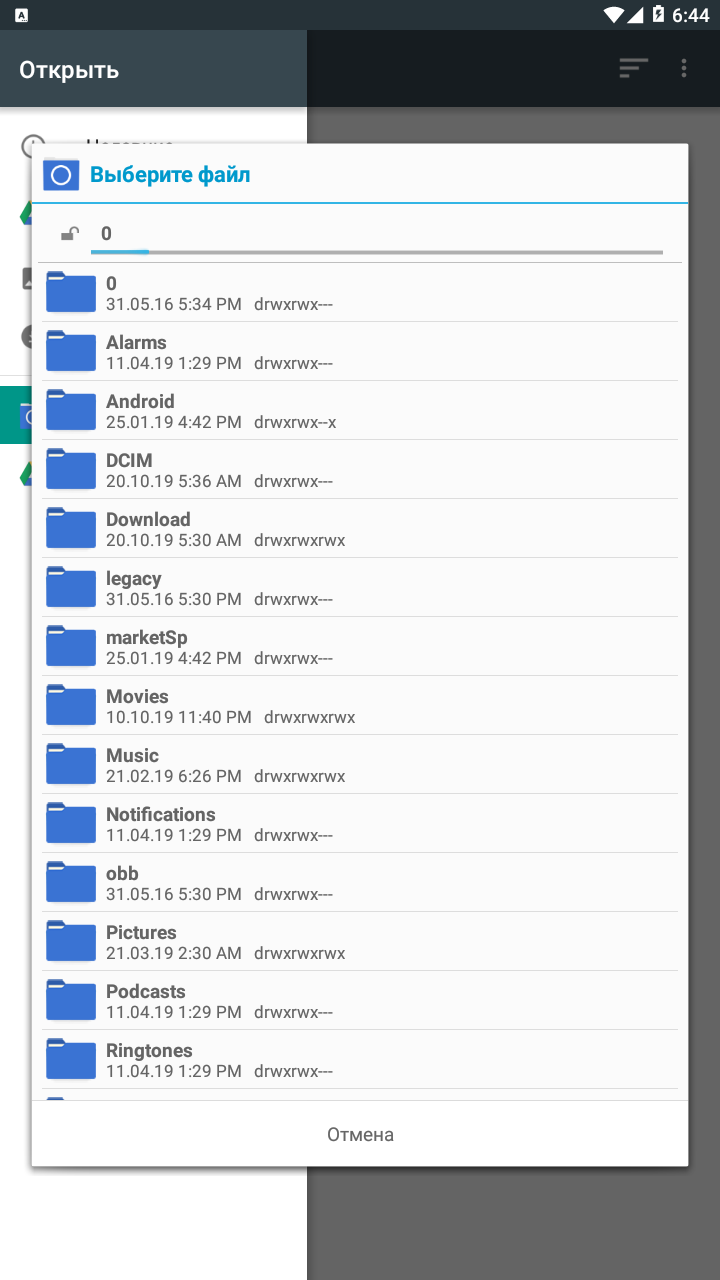 6:44
Открыть
Выберите файл
0
0
31.05.16 5:34 PM drwxrwx---
Alarms
11.04.19 1:29 PM drwxrwx---
Android
25.01.19 4:42 PM drwxrwx--x
DCIM
20.10.19 5:36 AM drwxrwx---
Download
20.10.19 5:30 AM drwxrwxrwx
legacy
31.05.16 5:30 PM drwxrwx---
marketSp
25.01.19 4:42 PM drwxrwx---
Movies
10.10.19 11:40 PM drwxrwxrwx
Music
21.02.19 6:26 PM drwxrwxrwx
Notifications
11.04.19 1:29 PM drwxrwx---
obb
31.05.16 5:30 PM drwxrwx---
Pictures
21.03.19 2:30 AM drwxrwxrwx
Podcasts
11.04.19 1:29 PM drwxrwx---
Ringtones
11.04.19 1:29 PM drwxrwx---
Отмена